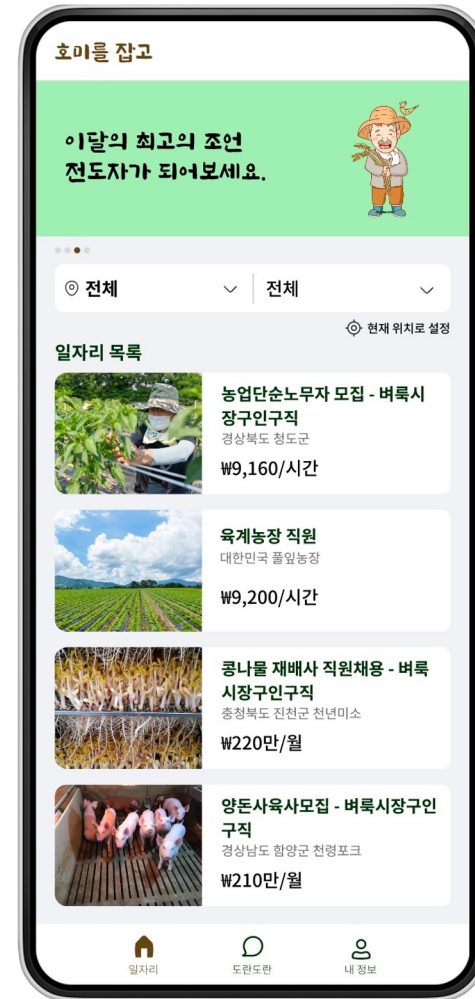 호미를 잡고
이달의 최고의 조언
전도자가 되어보세요.
전체
전체
현재 위치로 설정
일자리 목록
농업단순노무자 모집 - 벼룩시
장구인구직
경상북도 청도군
₩9,160/시간
육계농장 직원
대한민국 풀잎농장
₩9,200/시간
콩나물 재배사 직원채용 - 벼룩
시장구인구직
충청북도 진천군 천년미소
₩220만/월
양돈사육사모집 - 벼룩시장구인
구직
경상남도 함양군 천령포크
₩210만/월
일자리
도란도란
내 정보